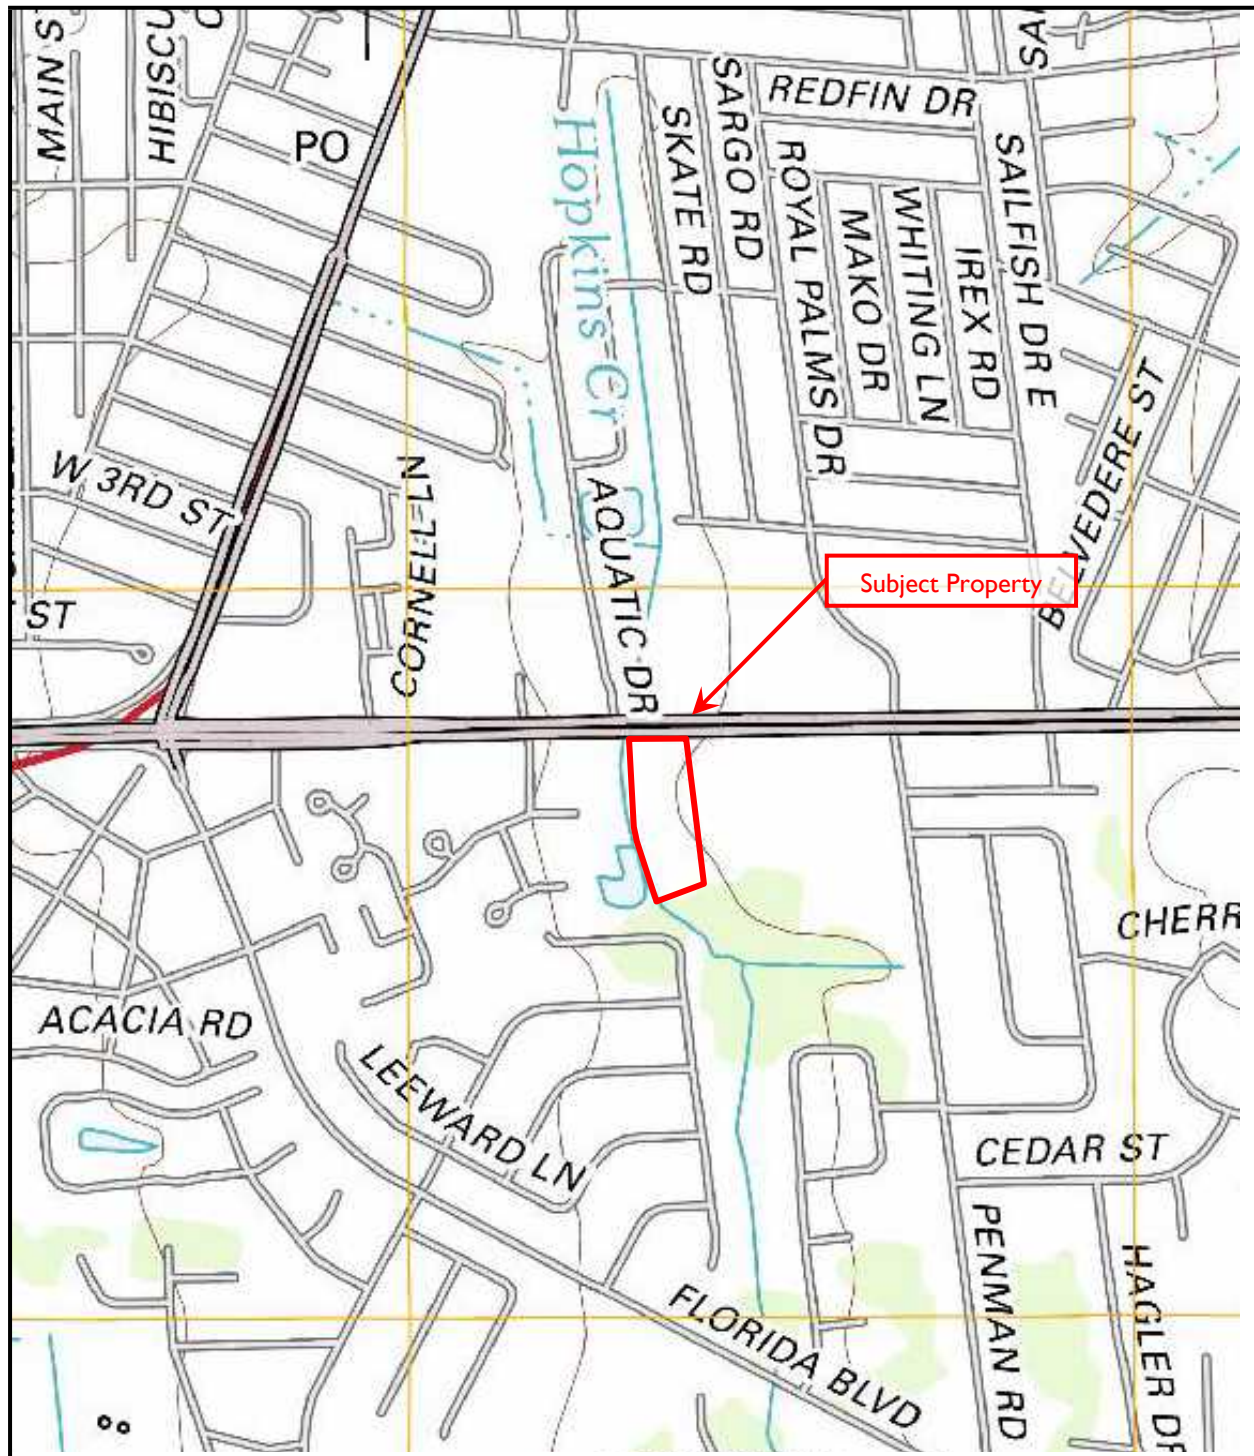 MAIN S
HIBISCU
SA
PO
Hopkins Cr
SKATE RD
SARGO RD
REDFIN DR
ROYAL PALMS DR
MAKO DR
WHITING LN
IREX RD
SAILFISH DR E
BELVEDERE ST
W 3RD ST
CORNELL LN
AQUATIC DR
Subject Property
ST
CHERR
ACACIA RD
LEEWARD LN
CEDAR ST
PENMAN RD
HAGLER DR
FLORIDA BLVD